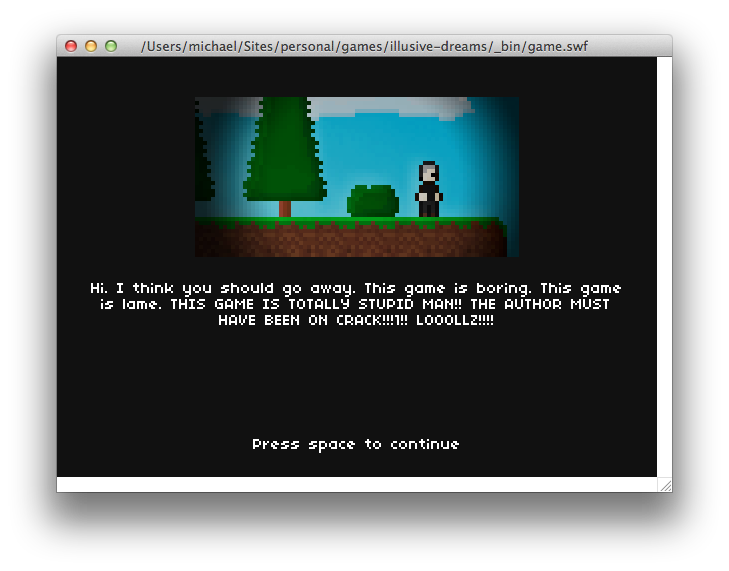 /Users/michael/Sites/personal/games/illusive-dreams/_bin/game.swf
Hi. I think you should go away. This game is boring. This game
is lame. THIS GAME IS TOTALLY STUPID MAN!! THE AUTHOR MUST
HAVE BEEN ON CRACK!!!1!! LOOOLLZ!!!!
Press space to continue